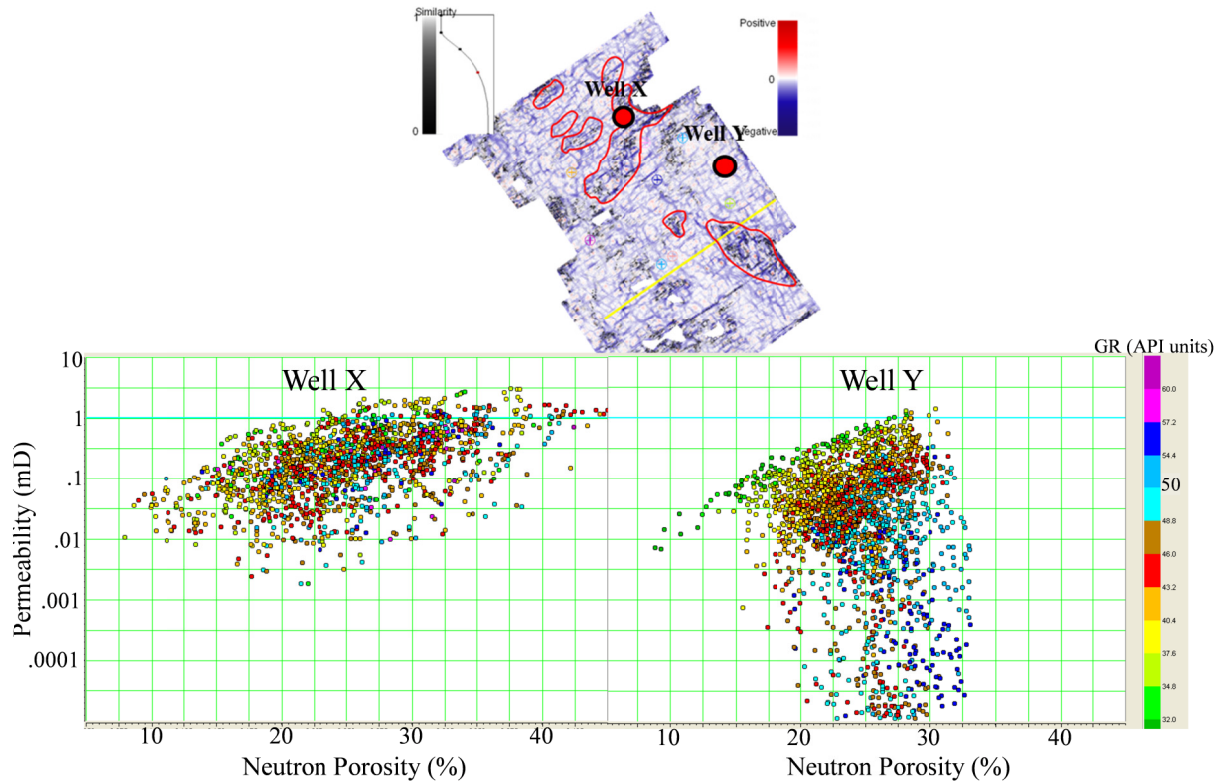 Similarity
1
0
Positive
0
Negative
Well X
Well Y
GR (API units)
Well X
Well Y
10
1
.1
.01
.001
.0001
Permeability (mD)
10
20
30
40
10
20
30
40
Neutron Porosity (%)
Neutron Porosity (%)
60.0
57.2
54.4
50
48.8
46.0
43.2
40.4
37.6
34.8
32.0